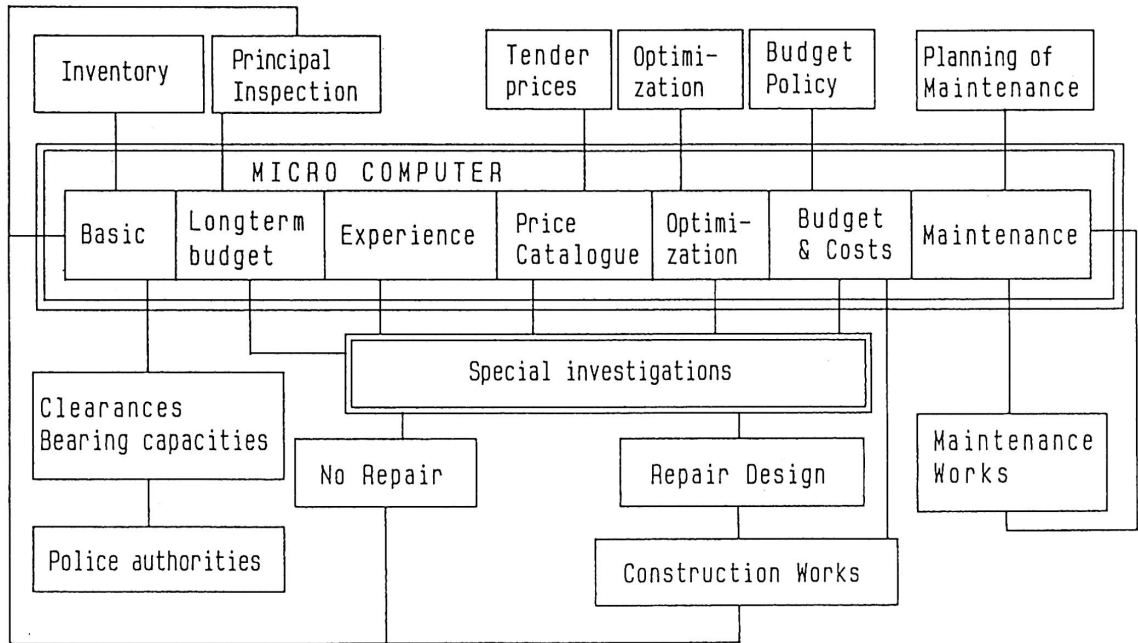 Inventory
Principal
Inspection
Tender
prices
Optimi-
zation
Budget
Policy
Planning of
Maintenance
MICRO COMPUTER
Basic
Longterm
budget
Experience
Price
Catalogue
Optimi-
zation
Budget
& Costs
Maintenance
Special investigations
Clearances
Bearing capacities
No Repair
Repair Design
Maintenance
Works
Police authorities
Construction Works